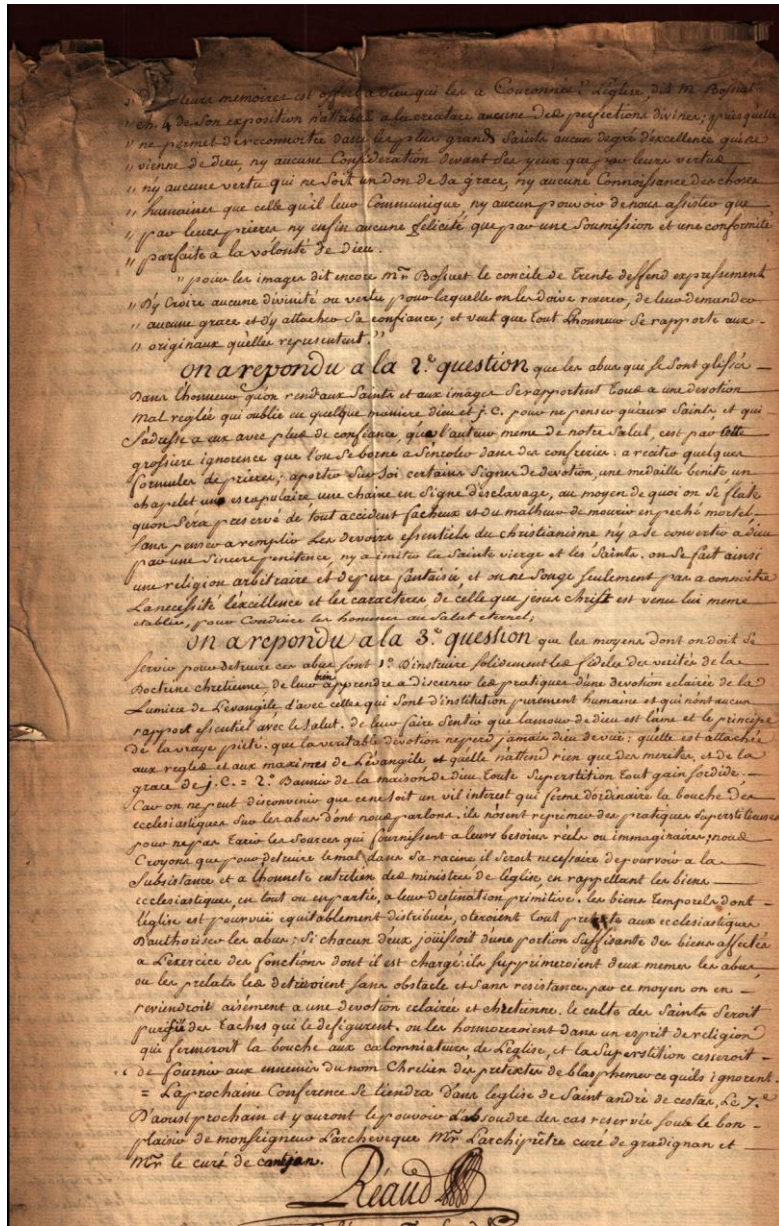 " leurs memoires est offert a Dieu qui les a Couronnées." L'église, dit M. Bossuet
" ch. 4 de Son exposition n'attribue a la creature aucune des perfections divines; puis qu'elle
" ne permet de reconnoitre dans les plus grands Saints aucun degré d'excellence qui ne
" vienne de Dieu, ny aucune Consideration devant Ses yeux que par leurs vertus
" ny aucune vertu qui ne Soit un don de Sa grace, ny aucune Connoissance des choses
" humaines que celle qu'il leur Communique, ny aucun pouvoir de nous assister que
" par leurs prieres ny enfin aucune felicité que par une Soumission et une conformité
" parfaite a la volonté de Dieu.
" pour les images dit encore Mr. Bossuet le concile de Trente deffend expressement
" D'y Croire aucune divinité ou vertu pour laquelle on les doive reverer, de leur demander
" aucune grace et d'y attacher Sa confiance; et veut que tout l'honneur Se rapporte aux
" originaux quelles representent."
On a repondu a la 2.e question que les abus qui Se Sont glissés
Dans l'honneur qu'on rend aux Saints et aux images Se rapportent tous a une devotion
mal reglée qui oublie en quelque maniere Dieu et j. C. pour ne penser qu'aux Saints, et qui
S'adresse a eux avec plus de confiance, que l'auteur meme de notre Salut, c'est par cette
grossiere ignorence que l'on Se borne a S'enroler dans des confreries: a reciter quelques
formules de prieres; a porter Sur Soi certains Signes de devotion, une medaille benite un
chapelet un escapulaire une chaine en Signe d'esclavage, au moyen de quoi on Se flate
qu'on Sera preservé de tout accident facheux et du malheur de mourir en peché mortel
Sans penser a remplir Les devoirs essentiels du christianisme n'y a Se convertir a Dieu
par une Sincere penitence, ny a imiter la Sainte vierge et les Saints. on Se fait ainsi
une religion arbitraire et de pure fantaisie, et on ne Songe Seulement pas a connoitre
La necessité l'excellence et les caracteres de celle que jesus Christ est venu lui meme
etablir, pour Conduire les hommes au Salut eternel;
On a repondu a la 3.e quession que les moyens dont on doit Se
Servir pour detruire ces abus Sont 1.o D'instruire Solidement les fideles des verités de la
Doctrine chretienne, de leur bien apprendre a discerner les pratiques d'une devotion eclairée de la
Lumiere de L'évangile d'avec celles qui Sont d'institution purement humaine et qui n'ont aucun
rapport essentiel avec le Salut. de leur faire Sentir que l'amour de Dieu est l'ame et le principe
De la vraye pieté. que la veritable devotion ne perd jamais Dieu de vue: quelle est attachée
aux regles et aux maximes de L'évangile et quelle n'attend rien que des merites, et de la
grace de j. C. = 2.o Bannir de la maison de Dieu toute Superstition tout gain Sordide.
Car on ne peut disconvenir que ce ne Soit un vil interest qui ferme d'ordinaire la bouche des
ecclesiastiques Sur les abus dont nous parlons. ils n'osent reprimer des pratiques Superstitieuses
pour ne pas tarir les Sources qui fournissent a leurs besoins réels ou immaginaires; nous
Croyons que pour detruire le mal dans Sa racine il Seroit necessaire de pourvoir a la
Subsistance et a l'honnete entretien des ministres de l'église, en rappellant les biens
ecclesiastiques, en tout ou en partie, a leur destination primitive. les biens temporels dont
l'église est pourvue equitablement distribués, oteroient tout pretexte aux ecclesiastiques
D'authoriser les abus; Si chacun deux joüissoit d'une portion Suffisante des biens affectés
a L'exercice des fonctions dont il est chargé: ils Supprimeroient deux memes les abus
ou les prelats les detruiroient Sans obstacle et Sans resistance, par ce moyen on en
reviendroit aisément a une devotion eclairée et chretienne. le culte des Saints Seroit
purifié des taches qui le defigurent. on les honnoreroient dans un esprit de religion
qui fermeroit la bouche aux calomniateurs de L'église, et la Superstition cesseroit
de fournir aux ennemis du nom Chretien des pretextes de blasphemer ce qu'ils ignorent.
= La prochaine Conference Se tiendra dans leglise de Saint andré de cestas, Le 7.e
D'aoust prochain et y auront le pouvoir d'absoudre des cas reservés Sous le bon
plaisir de monseigneur L'archeveque Mr. L'archiprêtre curé de gradignan et
Mr. le curé de canéjan.
Réaud